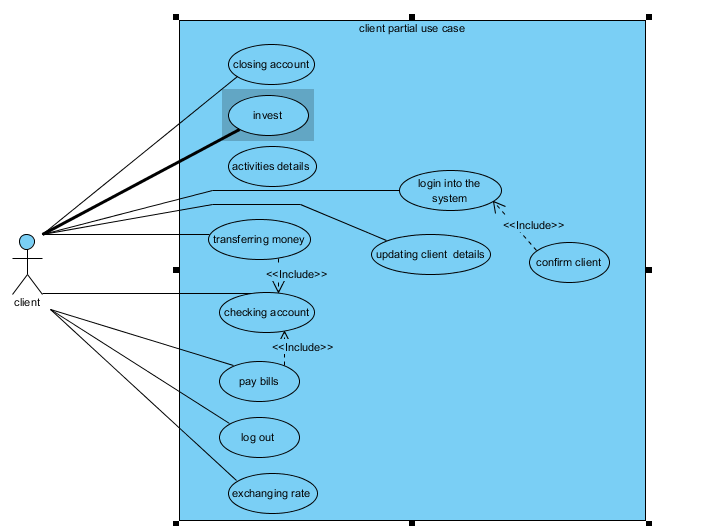 client partial use case
closing account
invest
activities details
login into the
system
<<Include>>
transferring money
updating client  details
confirm client
<<Include>>
client
checking account
<<Include>>
pay bills
log out
exchanging rate